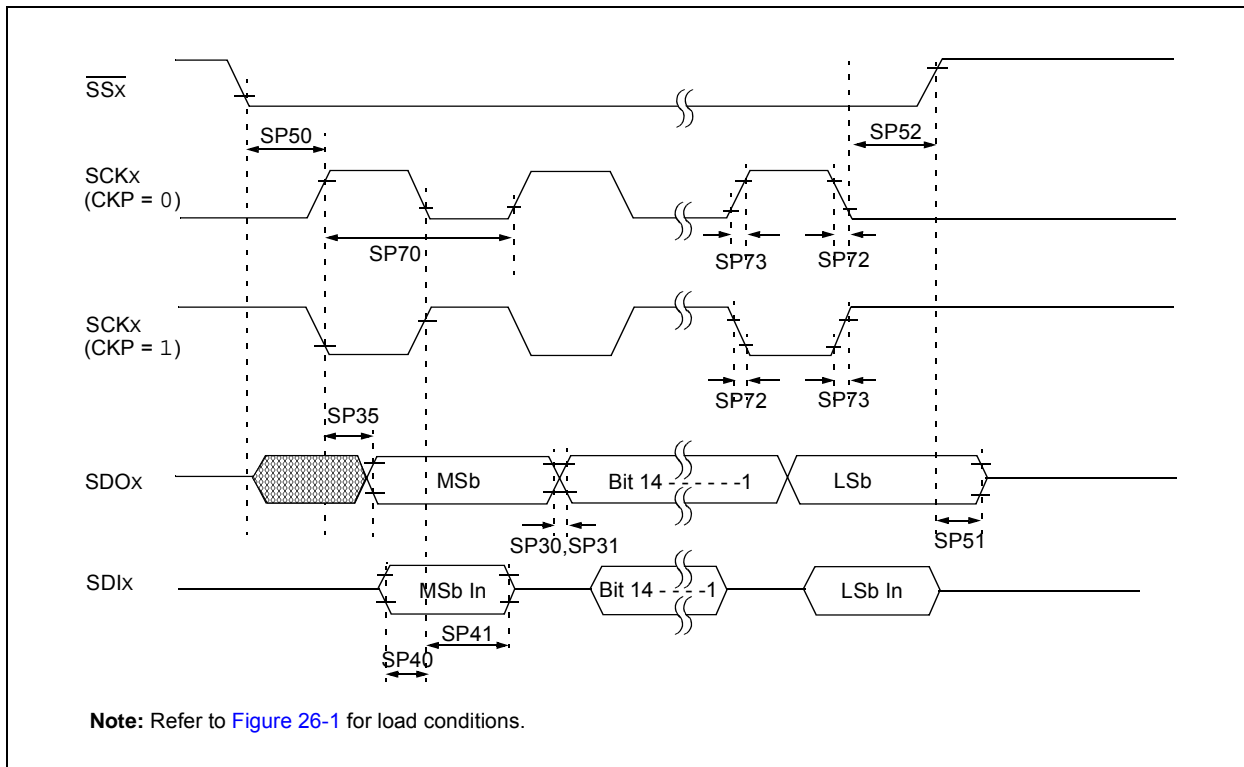 SSx
SP50
SP52
SCKx
(CKP = 0)
SP70
SP73
SP72
SCKx
(CKP = 1)
SP72
SP73
SP35
SDOx
MSb
Bit 14 - - - - - - -1
LSb
SP30,SP31
SP51
SDIx
MSb In
Bit 14 - - - - -1
LSb In
SP41
SP40
Note: Refer to Figure 26-1 for load conditions.